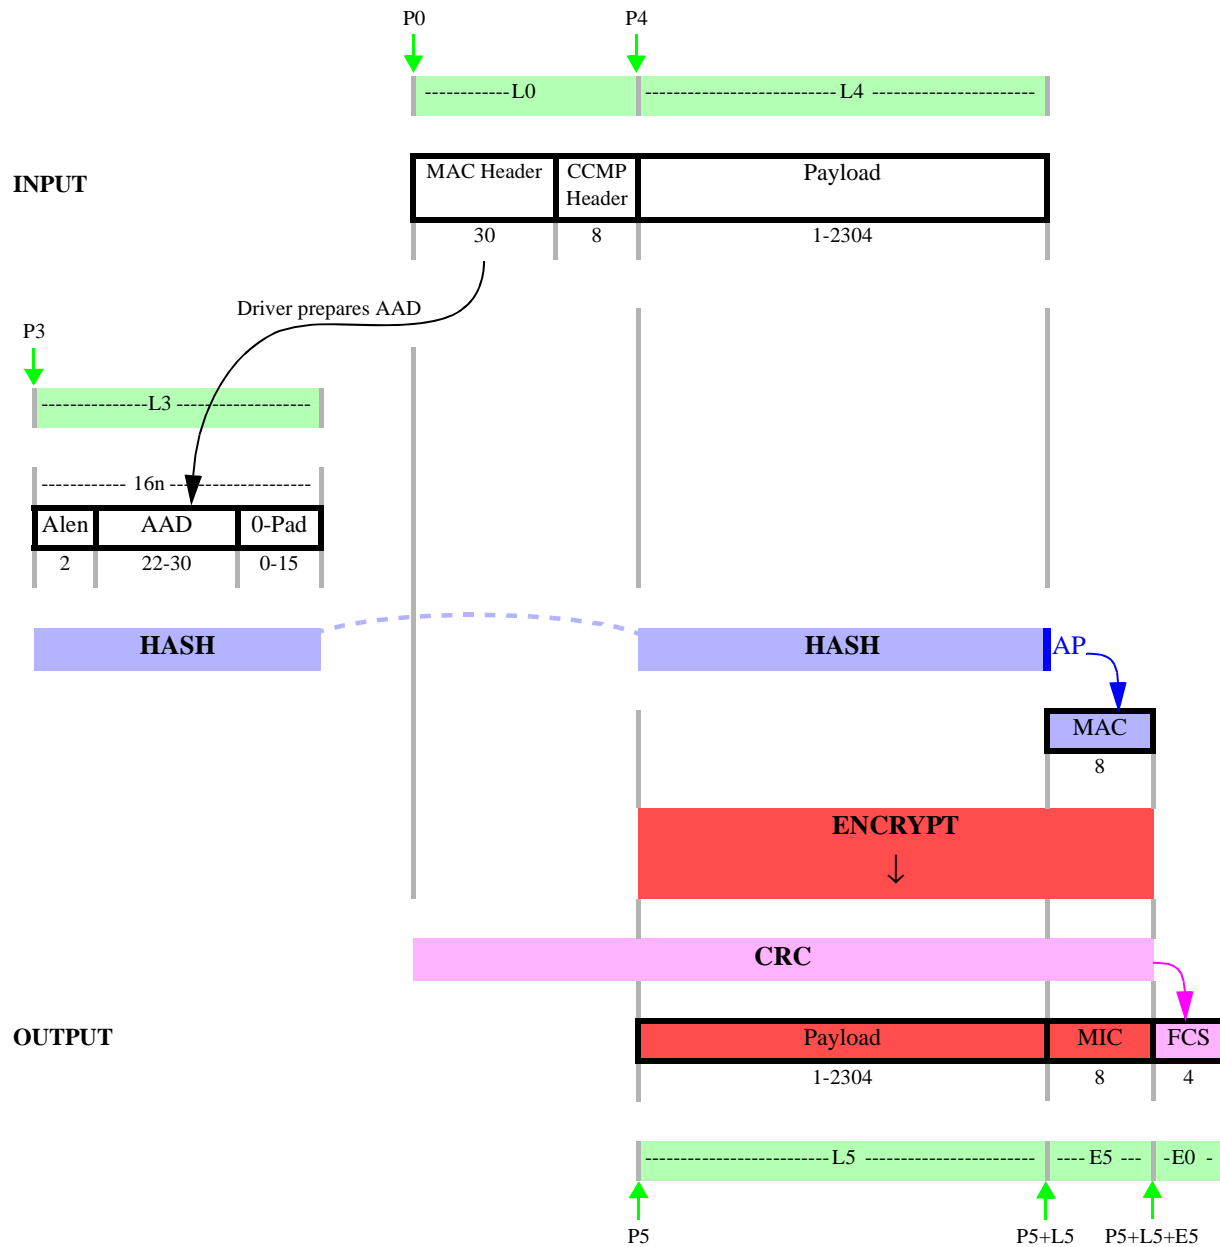 P0 P4
------------L0 ---------------------------L4 -----------------------
INPUT
MAC Header CCMP Header Payload
30 8 1-2304
Driver prepares AAD
P3
---------------L3 -------------------
------------ 16n --------------------
Alen AAD 0-Pad
2 22-30 0-15
HASH HASH AP
MAC
8
ENCRYPT
↓
CRC
OUTPUT
Payload MIC FCS
1-2304 8 4
--------------------------L5 ------------------------ ---- E5 --- -E0 -
P5 P5+L5 P5+L5+E5